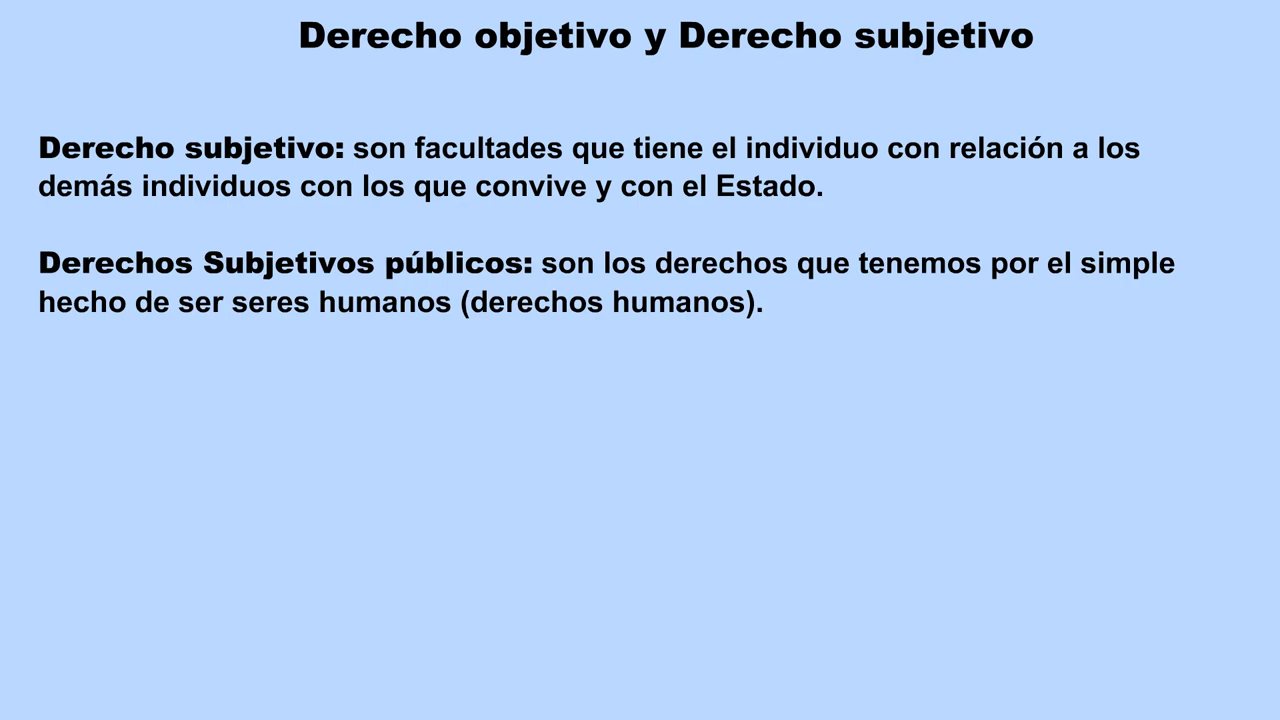 Derecho objetivo y Derecho subjetivo
Derecho subjetivo: son facultades que tiene el individuo con relación a los
demás individuos con los que convive y con el Estado.
Derechos Subjetivos públicos: son los derechos que tenemos por el simple
hecho de ser seres humanos (derechos humanos).